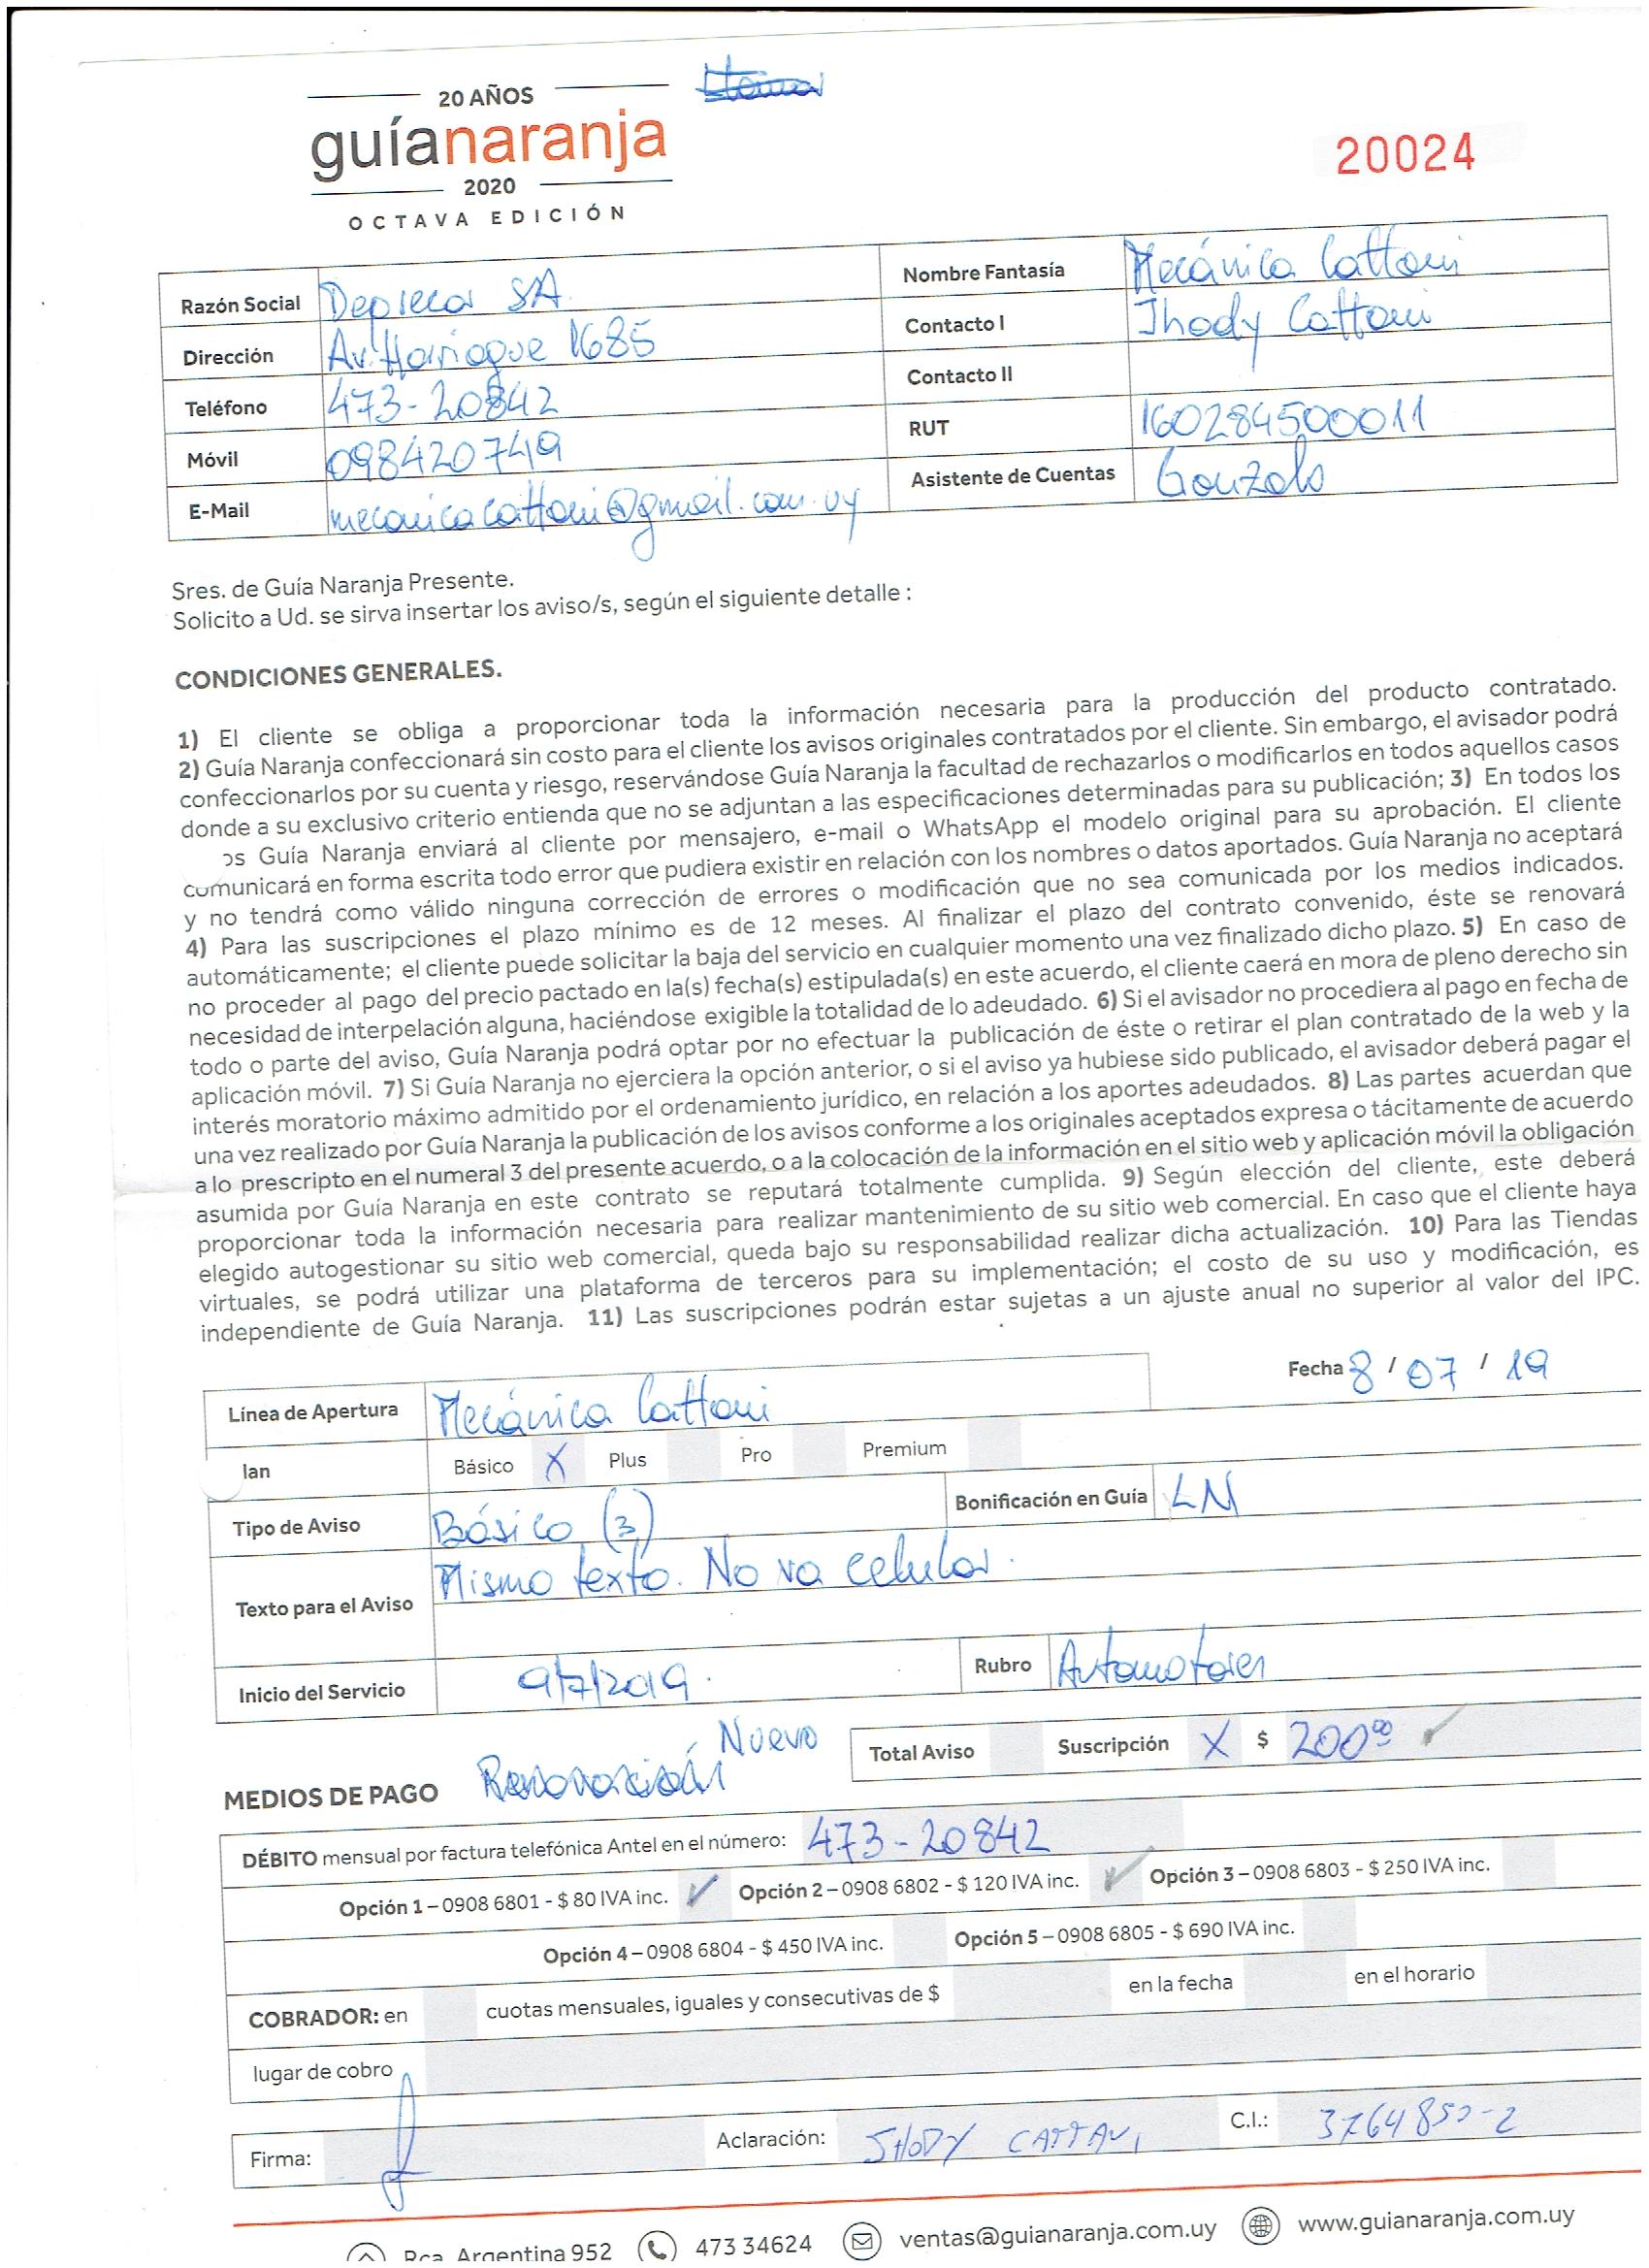 20 AÑOS
guíanaranja
2020
OCTAVA EDICIÓN
20024
Razón Social Depreca SA.
Nombre Fantasía Mecánica Cattoni
Dirección Av. Harriague 1685
Contacto I Jhody Cattoni
Teléfono 473-20842
Contacto II
Móvil 098420749
RUT 160284500011
E-Mail mecanicacattoni@gmail.com.uy
Asistente de Cuentas Gonzalo
Sres. de Guía Naranja Presente.
Solicito a Ud. se sirva insertar los aviso/s, según el siguiente detalle :
CONDICIONES GENERALES.
1) El cliente se obliga a proporcionar toda la información necesaria para la producción del producto contratado.
2) Guía Naranja confeccionará sin costo para el cliente los avisos originales contratados por el cliente. Sin embargo, el avisador podrá
confeccionarlos por su cuenta y riesgo, reservándose Guía Naranja la facultad de rechazarlos o modificarlos en todos aquellos casos
donde a su exclusivo criterio entienda que no se adjuntan a las especificaciones determinadas para su publicación; 3) En todos los
os Guía Naranja enviará al cliente por mensajero, e-mail o WhatsApp el modelo original para su aprobación. El cliente
comunicará en forma escrita todo error que pudiera existir en relación con los nombres o datos aportados. Guía Naranja no aceptará
y no tendrá como válido ninguna corrección de errores o modificación que no sea comunicada por los medios indicados.
4) Para las suscripciones el plazo mínimo es de 12 meses. Al finalizar el plazo del contrato convenido, éste se renovará
automáticamente; el cliente puede solicitar la baja del servicio en cualquier momento una vez finalizado dicho plazo. 5) En caso de
no proceder al pago del precio pactado en la(s) fecha(s) estipulada(s) en este acuerdo, el cliente caerá en mora de pleno derecho sin
necesidad de interpelación alguna, haciéndose exigible la totalidad de lo adeudado. 6) Si el avisador no procediera al pago en fecha de
todo o parte del aviso, Guía Naranja podrá optar por no efectuar la publicación de éste o retirar el plan contratado de la web y la
aplicación móvil. 7) Si Guía Naranja no ejerciera la opción anterior, o si el aviso ya hubiese sido publicado, el avisador deberá pagar el
interés moratorio máximo admitido por el ordenamiento jurídico, en relación a los aportes adeudados. 8) Las partes acuerdan que
una vez realizado por Guía Naranja la publicación de los avisos conforme a los originales aceptados expresa o tácitamente de acuerdo
a lo prescripto en el numeral 3 del presente acuerdo, o a la colocación de la información en el sitio web y aplicación móvil la obligación
asumida por Guía Naranja en este contrato se reputará totalmente cumplida. 9) Según elección del cliente, este deberá
proporcionar toda la información necesaria para realizar mantenimiento de su sitio web comercial. En caso que el cliente haya
elegido autogestionar su sitio web comercial, queda bajo su responsabilidad realizar dicha actualización. 10) Para las Tiendas
virtuales, se podrá utilizar una plataforma de terceros para su implementación; el costo de su uso y modificación, es
independiente de Guía Naranja. 11) Las suscripciones podrán estar sujetas a un ajuste anual no superior al valor del IPC.
Fecha 8 / 07 / 19
Línea de Apertura Mecánica Cattoni
lan Básico X Plus Pro Premium
Tipo de Aviso Básico (3) Bonificación en Guía LN
Texto para el Aviso Mismo texto. No va celular.
Inicio del Servicio 9/7/2019. Rubro Automotores
Nuevo
Total Aviso Suscripción X $ 200⁰⁰
MEDIOS DE PAGO Renovación
DÉBITO mensual por factura telefónica Antel en el número: 473-20842
Opción 1 – 0908 6801 - $ 80 IVA inc. ✓ Opción 2 – 0908 6802 - $ 120 IVA inc. ✓ Opción 3 – 0908 6803 - $ 250 IVA inc.
Opción 4 – 0908 6804 - $ 450 IVA inc. Opción 5 – 0908 6805 - $ 690 IVA inc.
COBRADOR: en cuotas mensuales, iguales y consecutivas de $ en la fecha en el horario
lugar de cobro
Firma: Aclaración: JHODY CATTANI C.I.: 3764850-2
Rca. Argentina 952 473 34624 ventas@guianaranja.com.uy www.guianaranja.com.uy